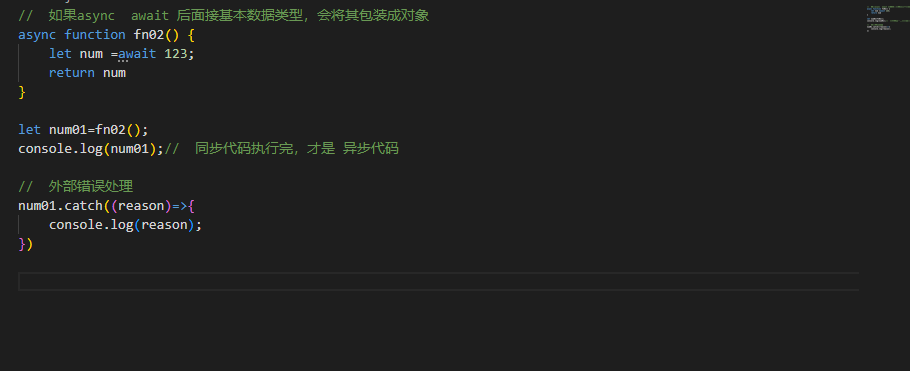 //  如果async  await 后面接基本数据类型，会将其包装成对象
async function fn02() {
    let num =await 123;
    return num
}
let num01=fn02();
console.log(num01);//  同步代码执行完，才是 异步代码
//  外部错误处理
num01.catch((reason)=>{
    console.log(reason);
})